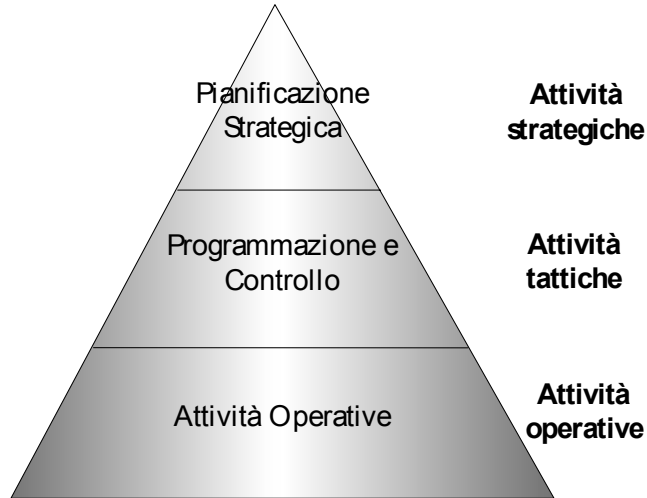 Pianificazione
Strategica
Attività
strategiche
Programmazione e
Controllo
Attività
tattiche
Attività Operative
Attività
operative